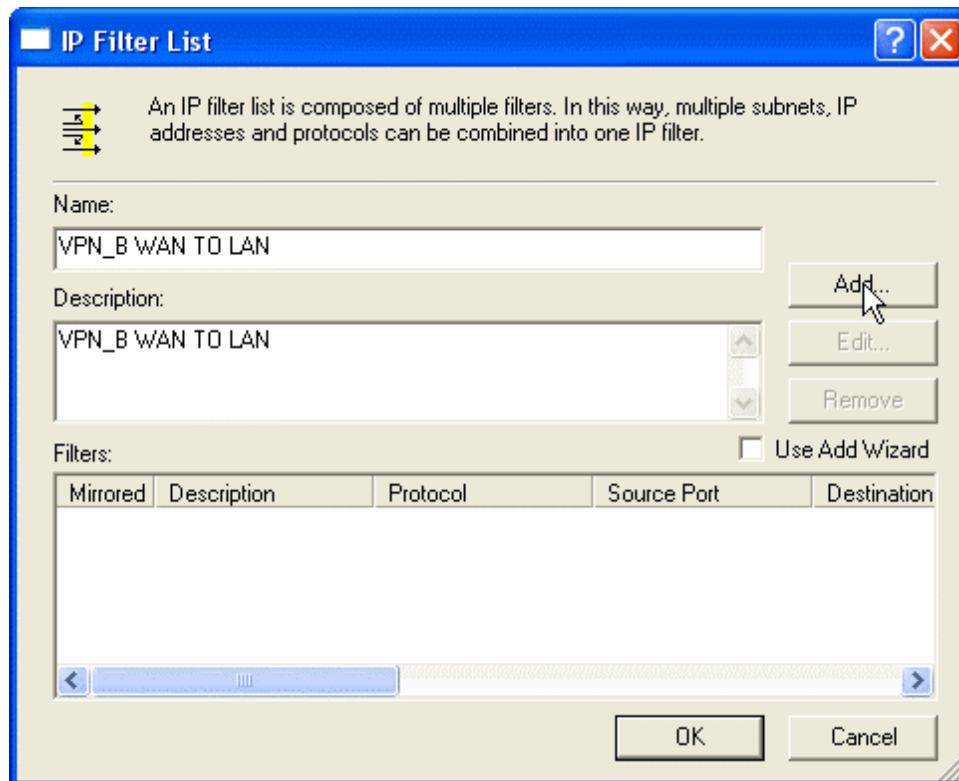 IP Filter List
An IP filter list is composed of multiple filters. In this way, multiple subnets, IP
addresses and protocols can be combined into one IP filter.
Name:
VPN_B WAN TO LAN
Add...
Description:
VPN_B WAN TO LAN
Edit...
Remove
Filters:
Use Add Wizard
Mirrored Description Protocol Source Port Destination
OK Cancel